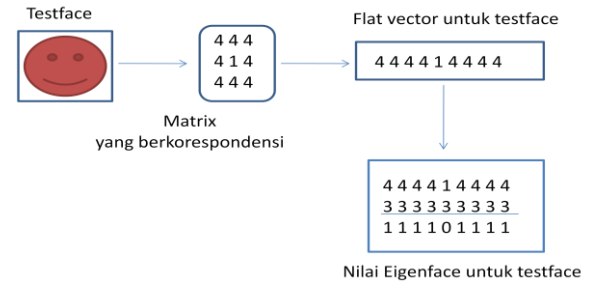 Testface
4 4 4
4 1 4
4 4 4
Matrix
yang berkorespondensi
Flat vector untuk testface
4 4 4 4 1 4 4 4 4
4 4 4 4 1 4 4 4 4
3 3 3 3 3 3 3 3 3
1 1 1 1 0 1 1 1 1
Nilai Eigenface untuk testface